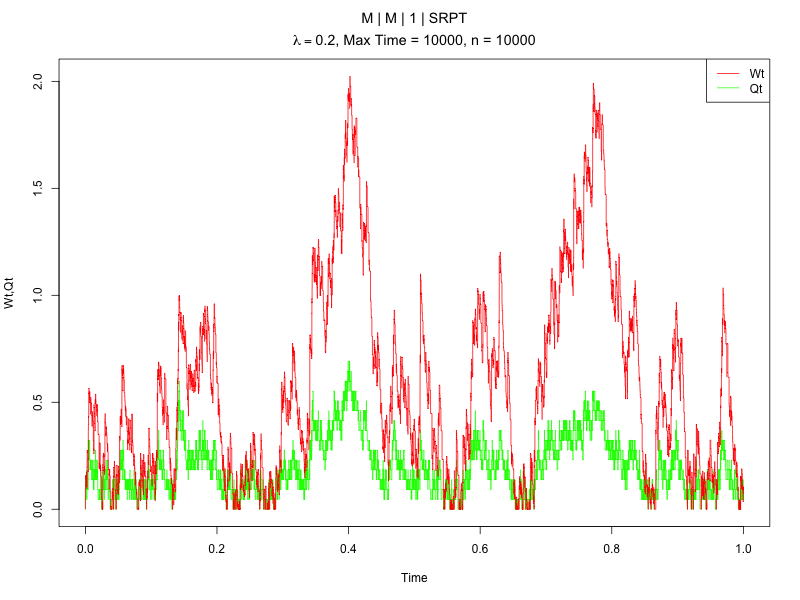 M | M | 1 | SRPT
λ = 0.2, Max Time = 10000, n = 10000
Wt
Qt
2.0
1.5
1.0
0.5
0.0
Wt,Qt
0.0 0.2 0.4 0.6 0.8 1.0
Time